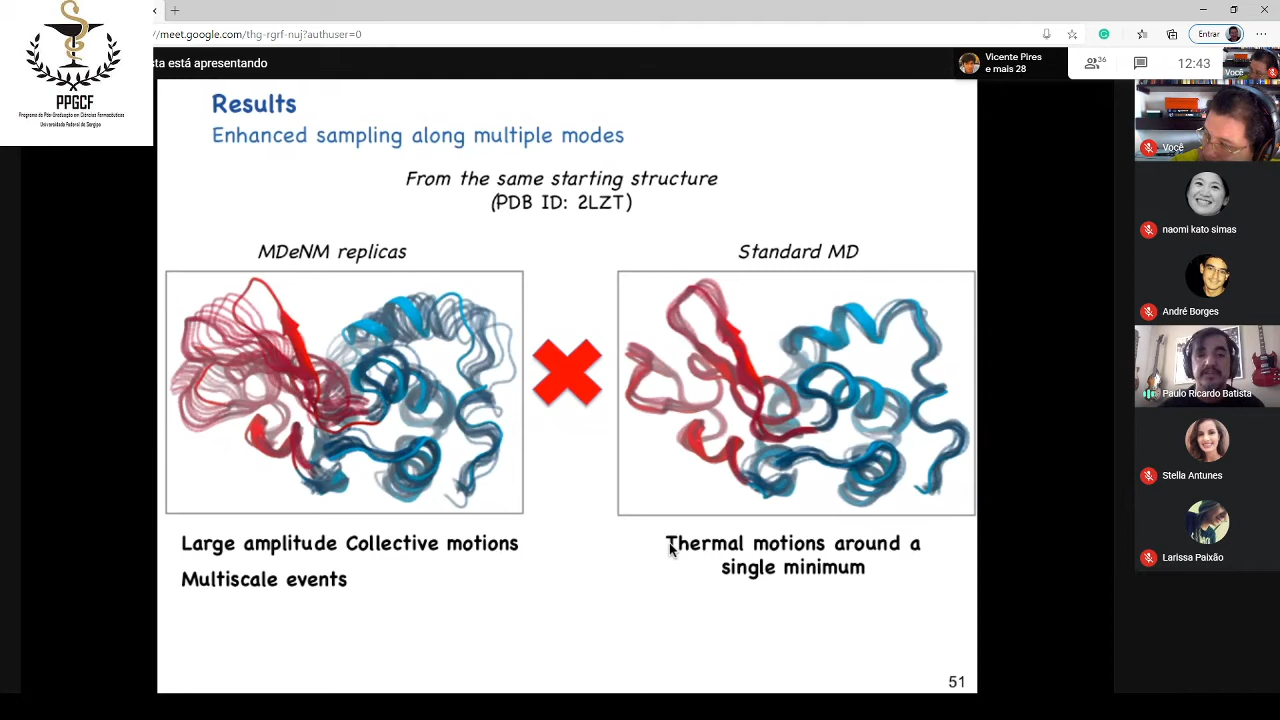 //meet.google.com/thg-rgrf-nuj?authuser=0
Entrar
PPGCF
Programa de Pós-Graduação em Ciências Farmacêuticas
Universidade Federal de Sergipe
sta está apresentando
Vicente Pires
e mais 28
36
12:43
Você
Results
Enhanced sampling along multiple modes
From the same starting structure
(PDB ID: 2LZT)
MDeNM replicas
Standard MD
Large amplitude Collective motions
Multiscale events
Thermal motions around a
single minimum
51
Você
naomi kato simas
André Borges
Paulo Ricardo Batista
Stella Antunes
Larissa Paixão